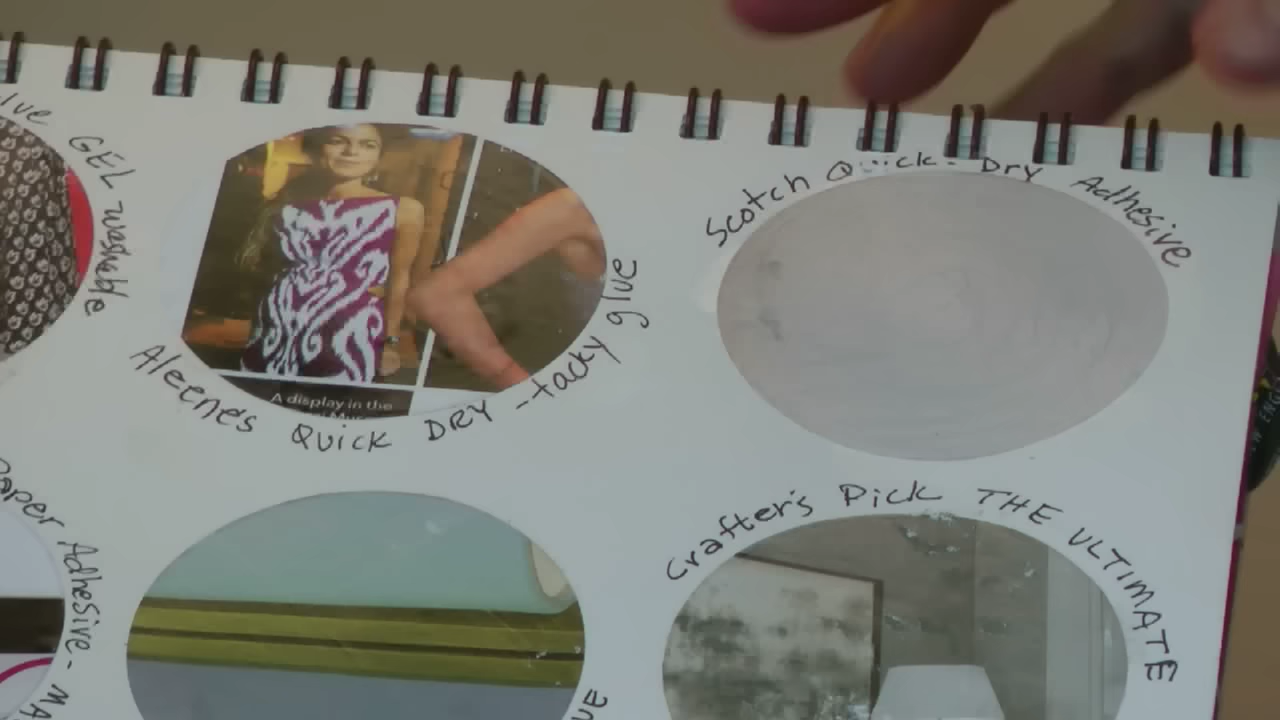 GEL washable
Aleene's QUICK DRY -tacky glue
A display in the
Scotch Quick-Dry Adhesive
Paper Adhesive-
Crafter's Pick THE ULTIMATE